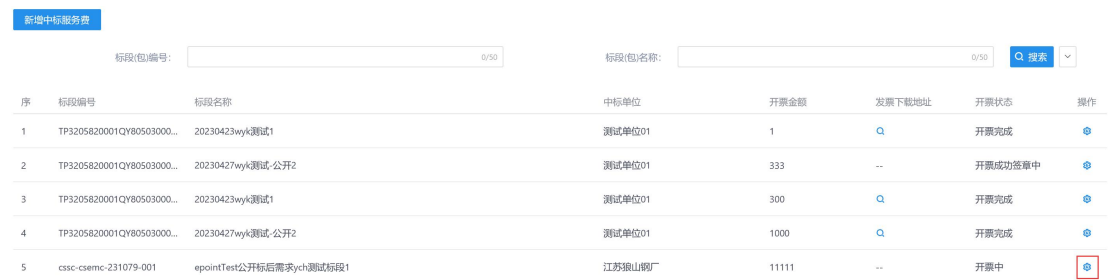 新增中标服务费
标段(包)编号: 0/50 标段(包)名称: 0/50 搜索
序 标段编号 标段名称 中标单位 开票金额 发票下载地址 开票状态 操作
1 TP3205820001QY80503000... 20230423wyk测试1 测试单位01 1 开票完成
2 TP3205820001QY80503000... 20230427wyk测试-公开2 测试单位01 333 -- 开票成功签章中
3 TP3205820001QY80503000... 20230423wyk测试1 测试单位01 300 开票完成
4 TP3205820001QY80503000... 20230427wyk测试-公开2 测试单位01 1000 开票完成
5 cssc-csemc-231079-001 epointTest公开标后需求ych测试标段1 江苏狼山钢厂 11111 -- 开票中